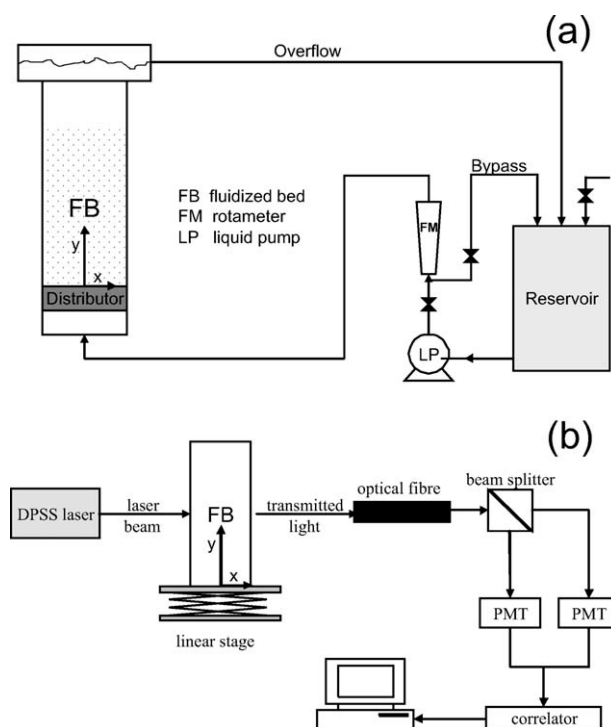 (a)
Overflow
FB fluidized bed
FM rotameter
LP liquid pump
Bypass
FB
y
x
Distributor
FM
LP
Reservoir
(b)
DPSS laser
laser
beam
FB
y
x
linear stage
transmitted
light
optical fibre
beam splitter
PMT
PMT
correlator